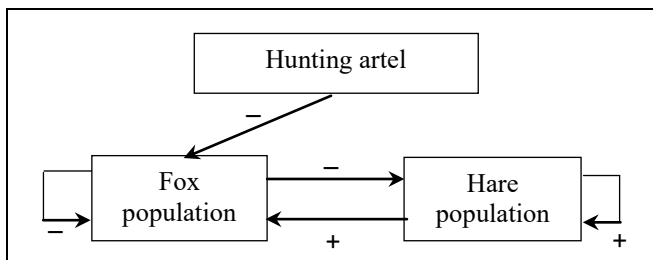 Hunting artel
–
Fox
population
–
Hare
population
–
+
+